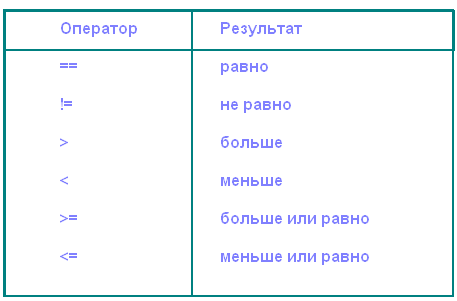 Оператор Результат
== равно
!= не равно
> больше
< меньше
>= больше или равно
<= меньше или равно